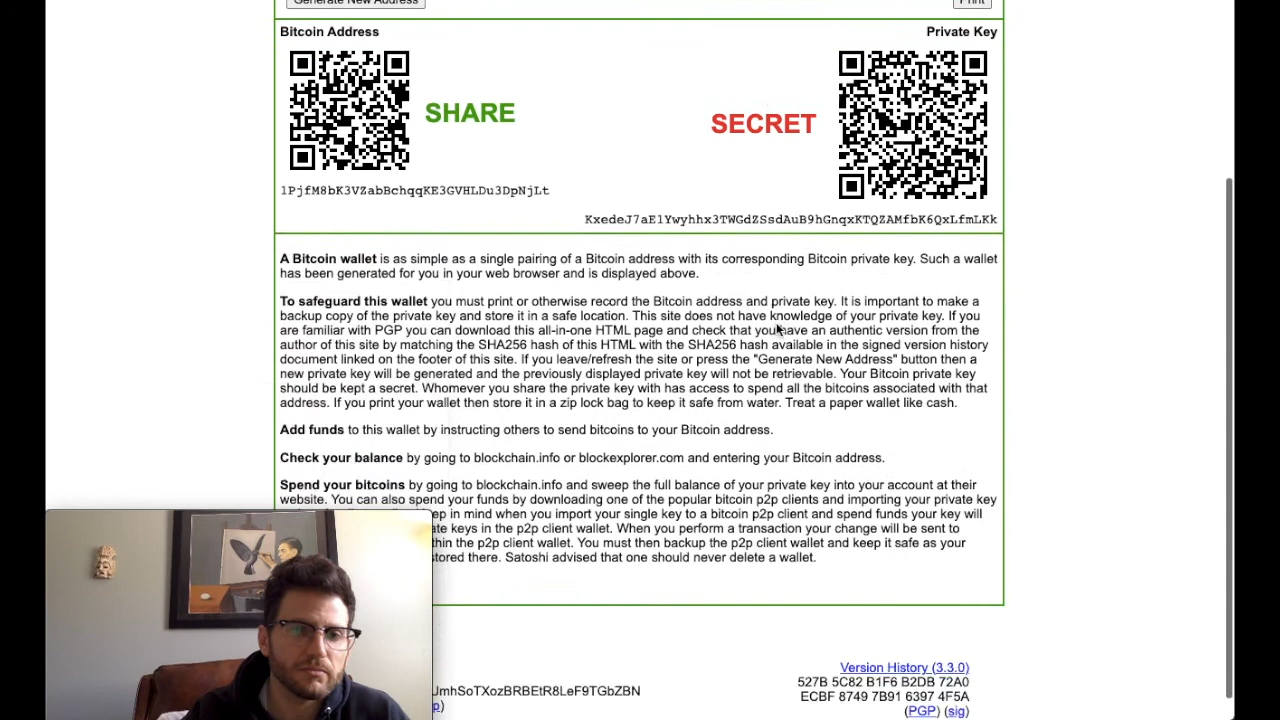 Generate New Address
Print
Bitcoin Address
Private Key
SHARE
SECRET
1PjfM8bK3VZabBchqqKE3GVHLDu3DpNjLt
KxedeJ7aE1Ywyhhx3TWGdZSsdAuB9hGnqxKTQZAMfbK6QxLfmLKk
A Bitcoin wallet is as simple as a single pairing of a Bitcoin address with its corresponding Bitcoin private key. Such a wallet
has been generated for you in your web browser and is displayed above.
To safeguard this wallet you must print or otherwise record the Bitcoin address and private key. It is important to make a
backup copy of the private key and store it in a safe location. This site does not have knowledge of your private key. If you
are familiar with PGP you can download this all-in-one HTML page and check that you have an authentic version from the
author of this site by matching the SHA256 hash of this HTML with the SHA256 hash available in the signed version history
document linked on the footer of this site. If you leave/refresh the site or press the "Generate New Address" button then a
new private key will be generated and the previously displayed private key will not be retrievable. Your Bitcoin private key
should be kept a secret. Whomever you share the private key with has access to spend all the bitcoins associated with that
address. If you print your wallet then store it in a zip lock bag to keep it safe from water. Treat a paper wallet like cash.
Add funds to this wallet by instructing others to send bitcoins to your Bitcoin address.
Check your balance by going to blockchain.info or blockexplorer.com and entering your Bitcoin address.
Spend your bitcoins by going to blockchain.info and sweep the full balance of your private key into your account at their
website. You can also spend your funds by downloading one of the popular bitcoin p2p clients and importing your private key
in mind when you import your single key to a bitcoin p2p client and spend funds your key will
keys in the p2p client wallet. When you perform a transaction your change will be sent to
the p2p client wallet. You must then backup the p2p client wallet and keep it safe as your
stored there. Satoshi advised that one should never delete a wallet.
Version History (3.3.0)
527B 5C82 B1F6 B2DB 72A0
UmhSoTXozBRBEtR8LeF9TGbZBN
ECBF 8749 7B91 6397 4F5A
(PGP) (sig)